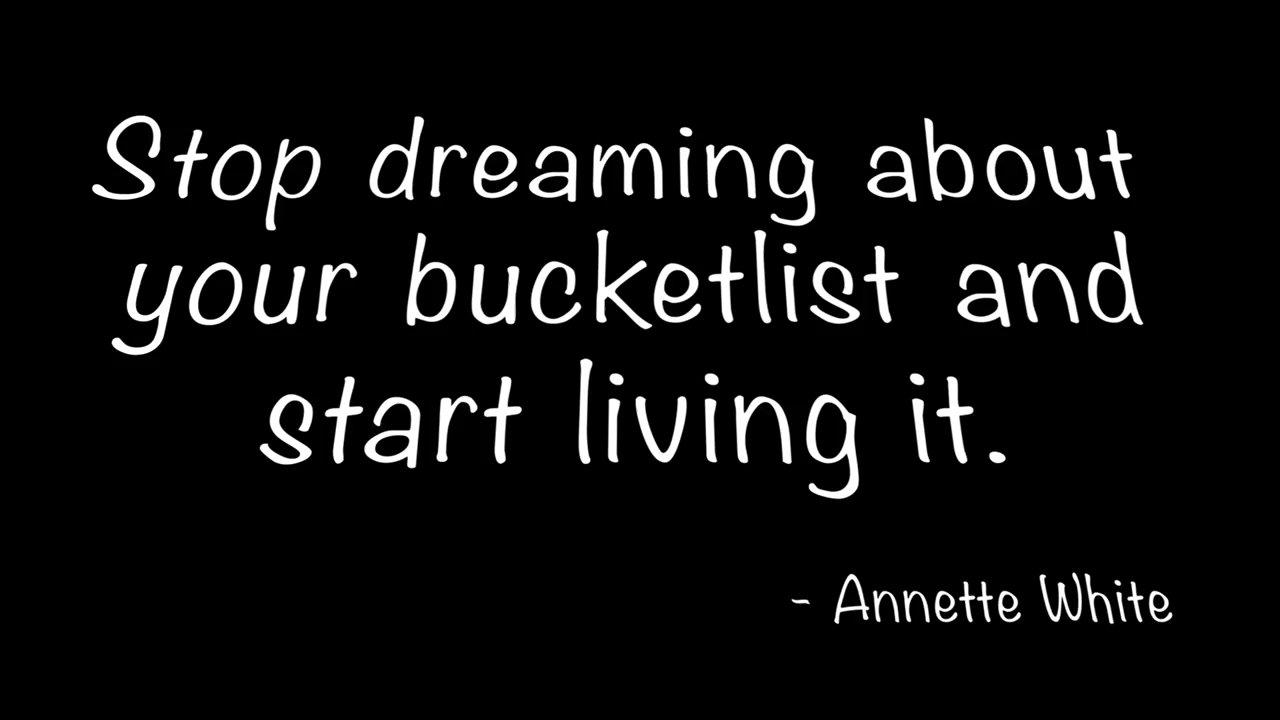 Stop dreaming about
your bucketlist and
start living it.
- Annette White